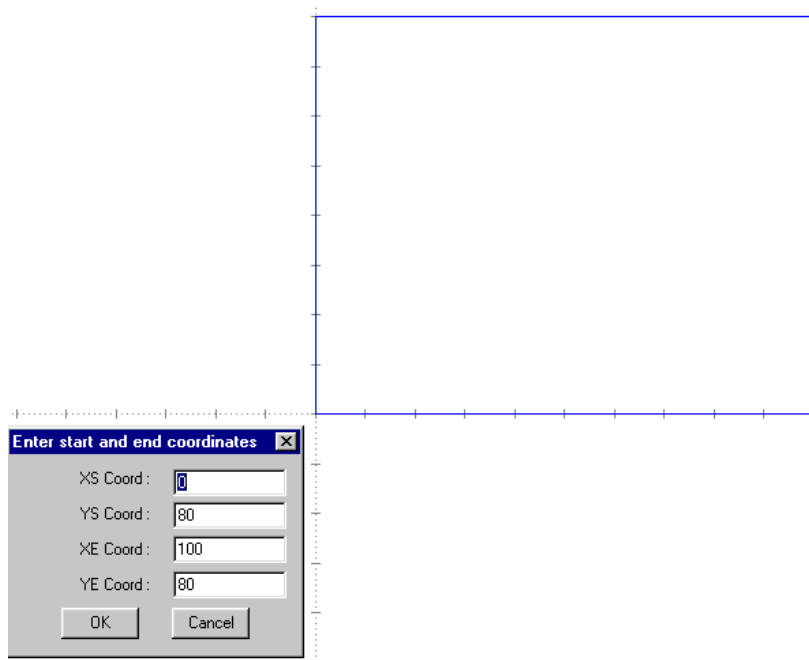 Enter start and end coordinates
XS Coord : 0
YS Coord : 80
XE Coord : 100
YE Coord : 80
OK Cancel